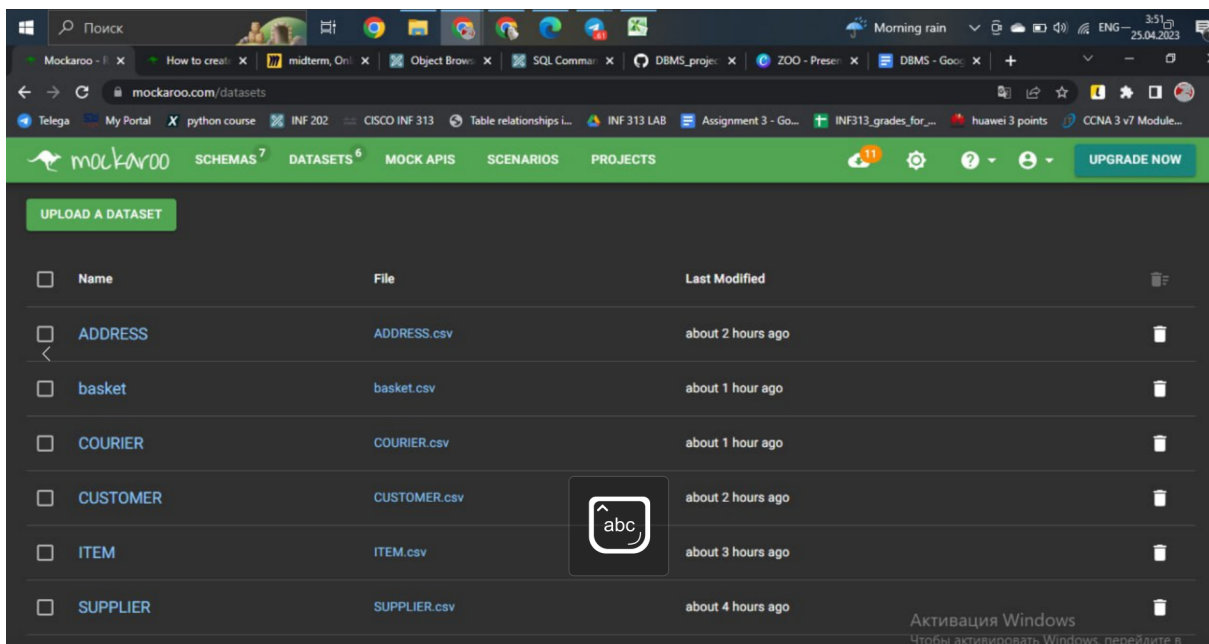 Поиск
Morning rain
ENG
3:51
25.04.2023
Mockaroo - How to create midterm, Onl Object Brows SQL Comman DBMS_project ZOO - Presen DBMS - Goog
mockaroo.com/datasets
Telega My Portal python course INF 202 CISCO INF 313 Table relationships i... INF 313 LAB Assignment 3 - Go... INF313_grades_for_... huawei 3 points CCNA 3 v7 Module...
mockaroo SCHEMAS 7 DATASETS 6 MOCK APIS SCENARIOS PROJECTS 11 UPGRADE NOW
UPLOAD A DATASET
Name File Last Modified
ADDRESS ADDRESS.csv about 2 hours ago
basket basket.csv about 1 hour ago
COURIER COURIER.csv about 1 hour ago
CUSTOMER CUSTOMER.csv about 2 hours ago
abc
ITEM ITEM.csv about 3 hours ago
SUPPLIER SUPPLIER.csv about 4 hours ago
Активация Windows
Чтобы активировать Windows, перейдите в